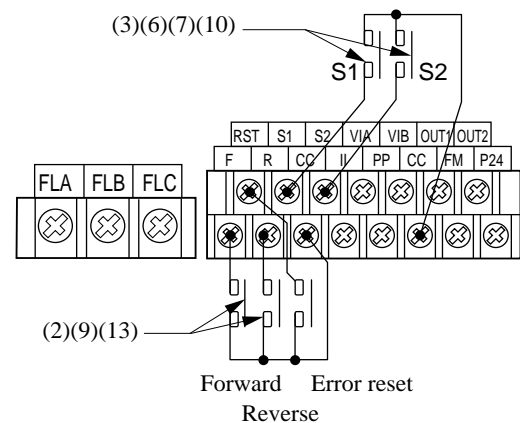 (3)(6)(7)(10)
S1 S2
RST S1 S2 VIA VIB OUT1 OUT2
F R CC II PP CC FM P24
FLA FLB FLC
(2)(9)(13)
Forward Error reset
Reverse